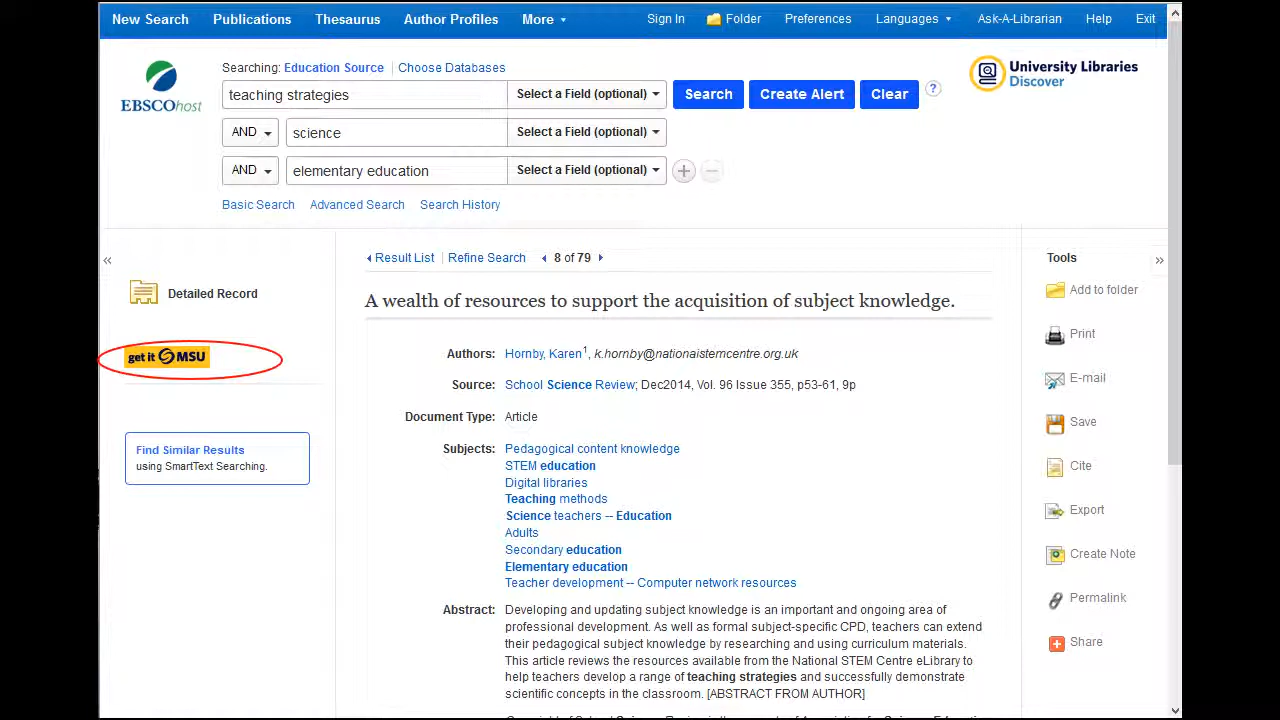 New Search Publications Thesaurus Author Profiles More Sign In Folder Preferences Languages Ask-A-Librarian Help Exit
Searching: Education Source Choose Databases
EBSCOhost
teaching strategies Select a Field (optional) Search Create Alert Clear ?
AND science Select a Field (optional)
AND elementary education Select a Field (optional)
Basic Search Advanced Search Search History
University Libraries
Discover
« Result List Refine Search 8 of 79 Tools »
Detailed Record
get it MSU
Find Similar Results
using SmartText Searching.
A wealth of resources to support the acquisition of subject knowledge.
Authors: Hornby, Karen1, k.hornby@nationalstemcentre.org.uk
Source: School Science Review; Dec2014, Vol. 96 Issue 355, p53-61, 9p
Document Type: Article
Subjects: Pedagogical content knowledge
STEM education
Digital libraries
Teaching methods
Science teachers -- Education
Adults
Secondary education
Elementary education
Teacher development -- Computer network resources
Abstract: Developing and updating subject knowledge is an important and ongoing area of
professional development. As well as formal subject-specific CPD, teachers can extend
their pedagogical subject knowledge by researching and using curriculum materials.
This article reviews the resources available from the National STEM Centre eLibrary to
help teachers develop a range of teaching strategies and successfully demonstrate
scientific concepts in the classroom. [ABSTRACT FROM AUTHOR]
Add to folder
Print
E-mail
Save
Cite
Export
Create Note
Permalink
Share